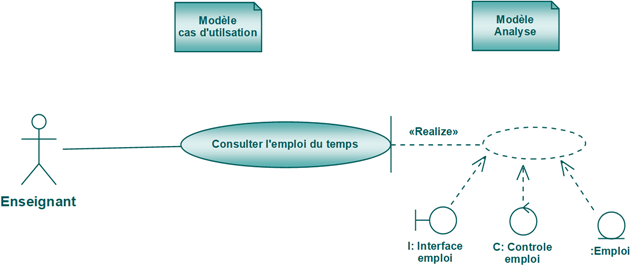 Modèle
cas d'utilsation
Modèle
Analyse
Consulter l'emploi du temps
«Realize»
Enseignant
I: Interface
emploi
C: Controle
emploi
:Emploi